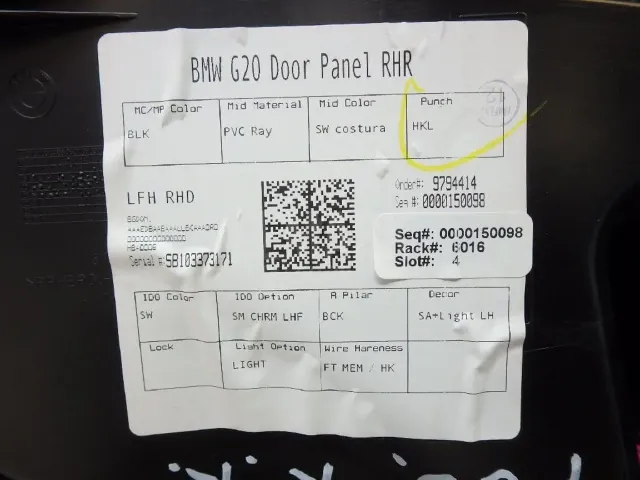 BMW G20 Door Panel RHR
MC/MP Color
Mid Material
Mid Color
Punch
BLK
PVC Ray
SW costura
HKL
LFH RHD
Order#: 9794414
Seq #: 0000150098
Serial #: 58103373171
Seq#: 0000150098
Rack#: 6016
Slot#: 4
IDO Color
IDO Option
A Pilar
Decor
SW
SM CHRM LHF
BCK
SA+Light LH
Lock
Light Option
Wire Hareness
LIGHT
FT MEM / HK